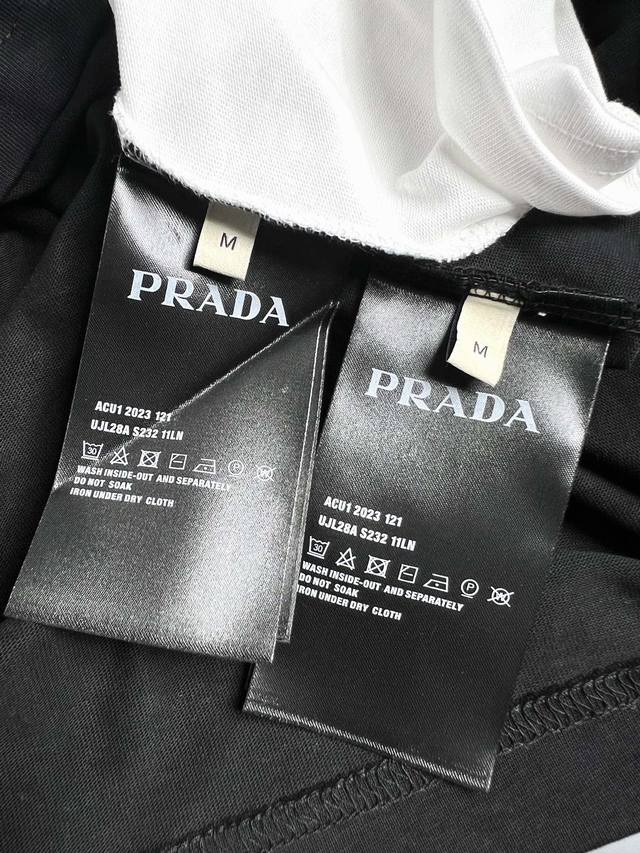 M
PRADA
ACU1 2023 121
UJL28A S232 11LN
30
P
W
WASH INSIDE-OUT AND SEPARATELY
DO NOT SOAK
IRON UNDER DRY CLOTH
M
PRADA
ACU1 2023 121
UJL28A S232 11LN
30
P
W
WASH INSIDE-OUT AND SEPARATELY
DO NOT SOAK
IRON UNDER DRY CLOTH